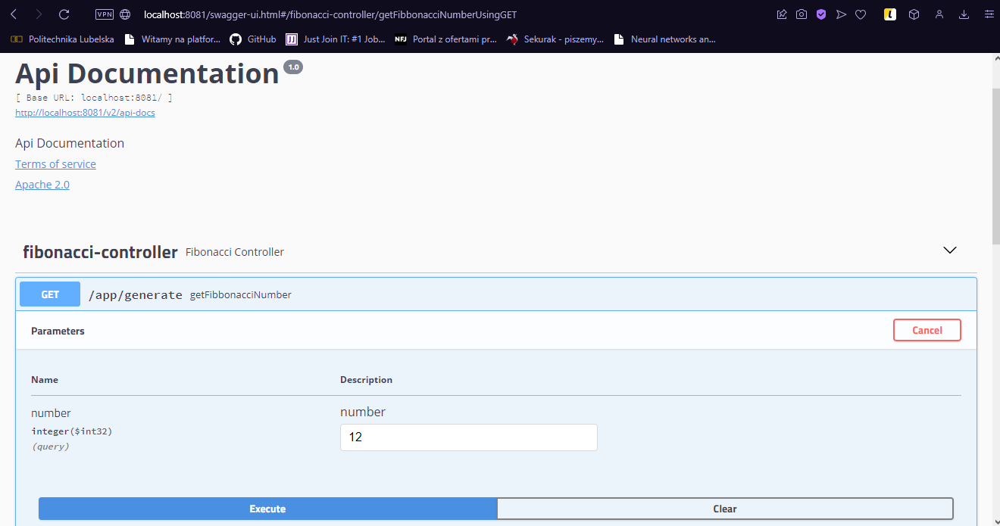 VPN localhost:8081/swagger-ui.html#/fibonacci-controller/getFibbonacciNumberUsingGET
Politechnika Lubelska Witamy na platfor... GitHub JJ Just Join IT: #1 Job... NFJ Portal z ofertami pr... Sekurak - piszemy... Neural networks an...
Api Documentation 1.0
[ Base URL: localhost:8081/ ]
http://localhost:8081/v2/api-docs
Api Documentation
Terms of service
Apache 2.0
fibonacci-controller Fibonacci Controller
GET /app/generate getFibbonacciNumber
Parameters Cancel
Name Description
number number
integer($int32)
12
(query)
Execute Clear